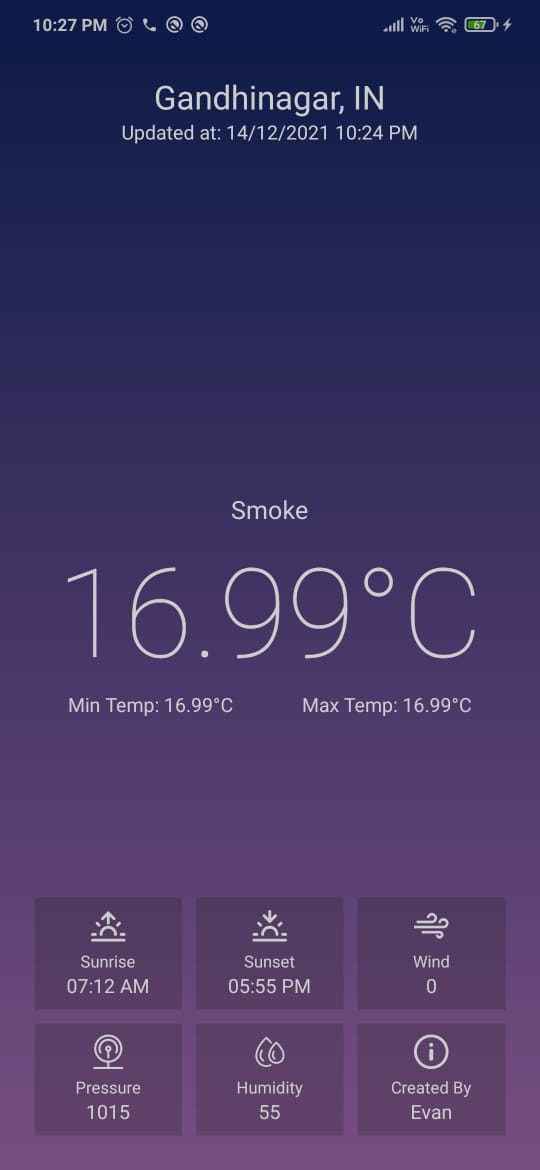 10:27 PM
Vo
WiFi
67
Gandhinagar, IN
Updated at: 14/12/2021 10:24 PM
Smoke
16.99°C
Min Temp: 16.99°C Max Temp: 16.99°C
Sunrise Sunset Wind
07:12 AM 05:55 PM 0
Pressure Humidity Created By
1015 55 Evan